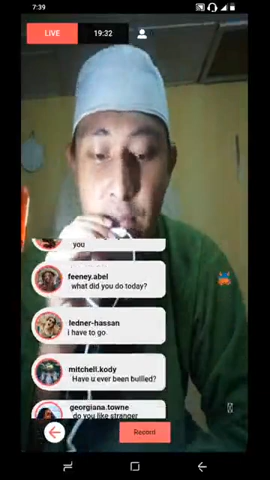 7:39
LIVE
19:32
you
feeney.abel
what did you do today?
ledner-hassan
i have to go
mitchell.kody
Have u ever been bullied?
georgiana.towne
do you like stranger
Record